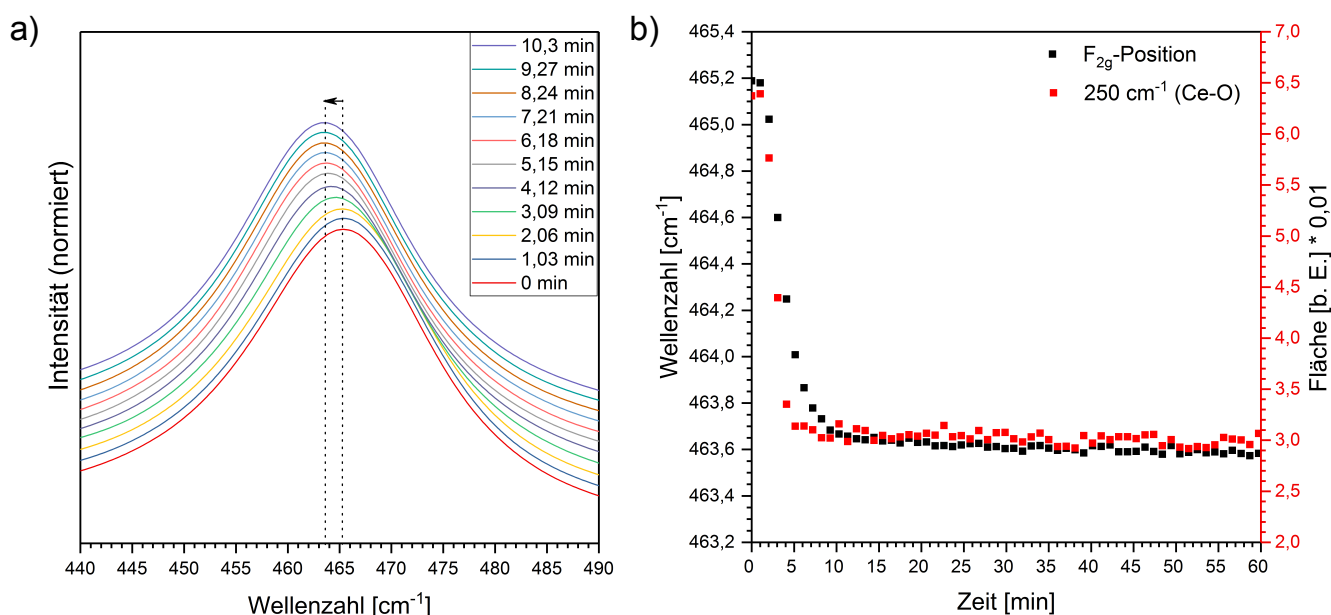 a)
Intensität (normiert)
10,3 min
9,27 min
8,24 min
7,21 min
6,18 min
5,15 min
4,12 min
3,09 min
2,06 min
1,03 min
0 min
440 445 450 455 460 465 470 475 480 485 490
Wellenzahl [cm⁻¹]
b)
Wellenzahl [cm⁻¹]
465,4
465,2
465,0
464,8
464,6
464,4
464,2
464,0
463,8
463,6
463,4
463,2
F₂g-Position
250 cm⁻¹ (Ce-O)
7,0
6,5
6,0
5,5
5,0
4,5
4,0
3,5
3,0
2,5
2,0
Fläche [b. E.] * 0,01
0 5 10 15 20 25 30 35 40 45 50 55 60
Zeit [min]